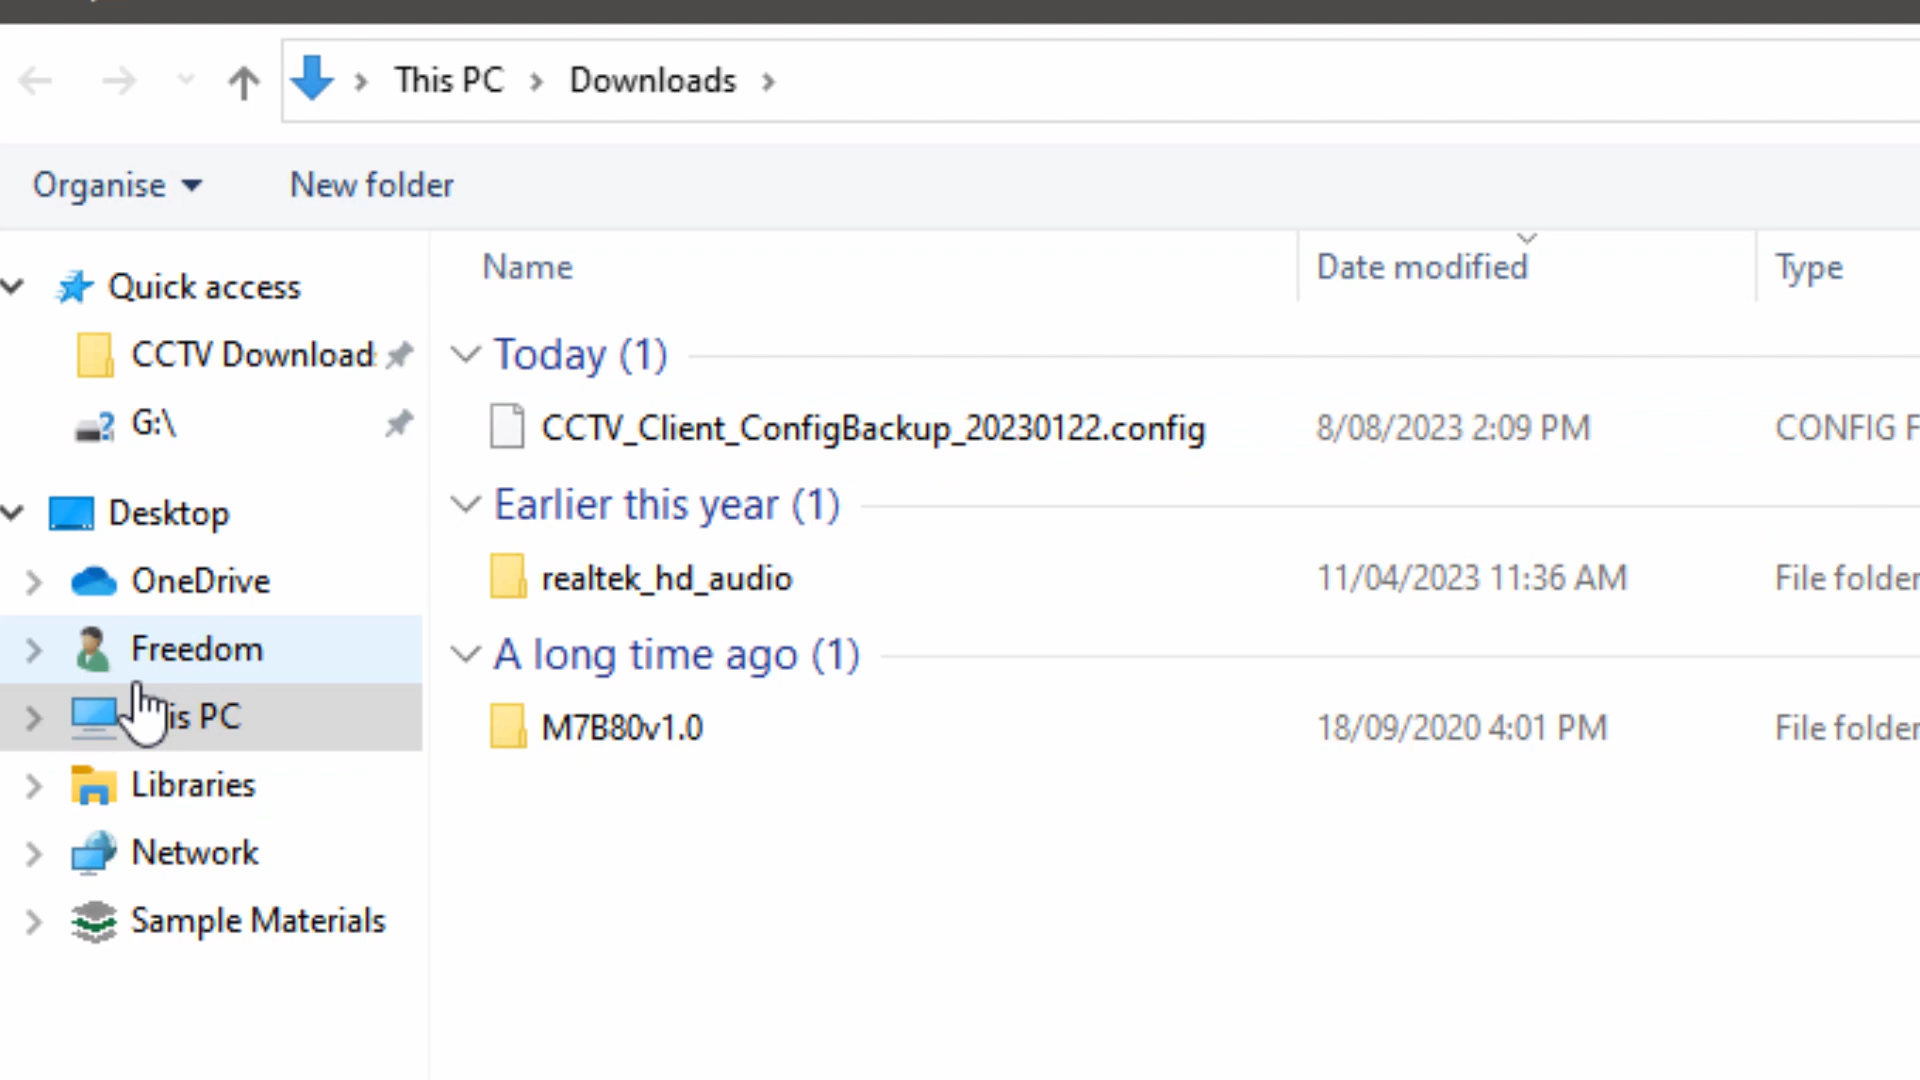 This PC > Downloads >
Organise New folder
Name Date modified Type
Quick access
CCTV Download
G:\
Desktop
OneDrive
Freedom
is PC
Libraries
Network
Sample Materials
Today (1)
CCTV_Client_ConfigBackup_20230122.config 8/08/2023 2:09 PM CONFIG F
Earlier this year (1)
realtek_hd_audio 11/04/2023 11:36 AM File folder
A long time ago (1)
M7B80v1.0 18/09/2020 4:01 PM File folder